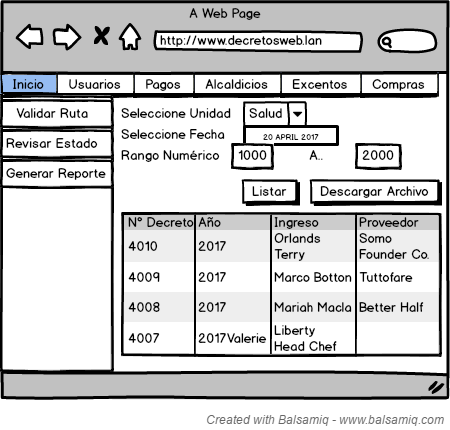 A Web Page
http://www.decretosweb.lan
Inicio Usuarios Pagos Alcaldicios Excentos Compras
Validar Ruta
Revisar Estado
Generar Reporte
Seleccione Unidad Salud
Seleccione Fecha 20 APRIL 2017
Rango Numérico 1000 A.. 2000
Listar Descargar Archivo
N° Decreto Año Ingreso Proveedor
4010 2017 Orlands Terry Somo Founder Co.
4009 2017 Marco Botton Tuttofare
4008 2017 Mariah Macla Better Half
4007 2017Valerie Liberty Head Chef
Created with Balsamiq - www.balsamiq.com